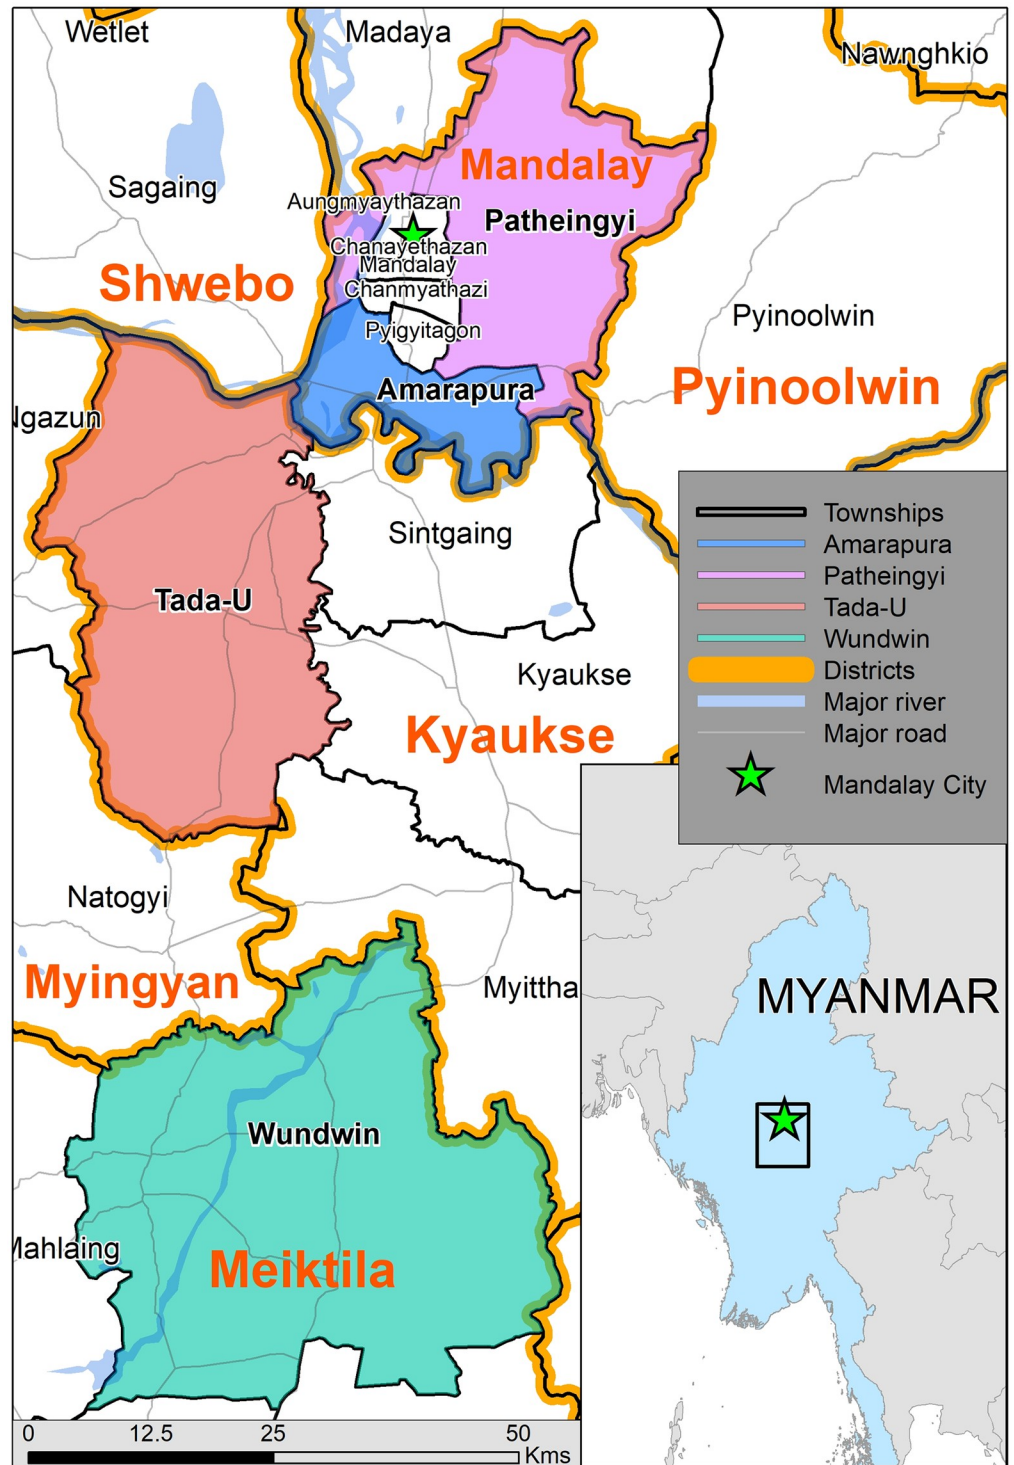 Wetlet
Madaya
Nawnghkio
Mandalay
Sagaing
Aungmyaythazan
Patheingyi
Chanayethazan
Mandalay
Shwebo
Chanmyathazi
Pyinoolwin
Pyigyitagon
Pyinoolwin
Amarapura
Ngazun
Sintgaing
Townships
Amarapura
Patheingyi
Tada-U
Tada-U
Wundwin
Districts
Kyaukse
Major river
Kyaukse
Major road
Mandalay City
Natogyi
Myingyan
Myittha
MYANMAR
Wundwin
Mahlaing
Meiktila
0 12.5 25 50
Kms